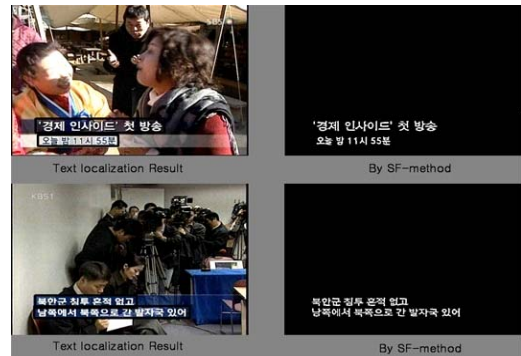 SBS
'경제 인사이드' 첫 방송
오늘 밤 11시 55분
'경제 인사이드' 첫 방송
오늘 밤 11시 55분
Text localization Result
By SF-method
KBS1
북한군 침투 흔적 없고
남쪽에서 북쪽으로 간 발자국 있어
북한군 침투 흔적 없고
남쪽에서 북쪽으로 간 발자국 있어
Text localization Result
By SF-method